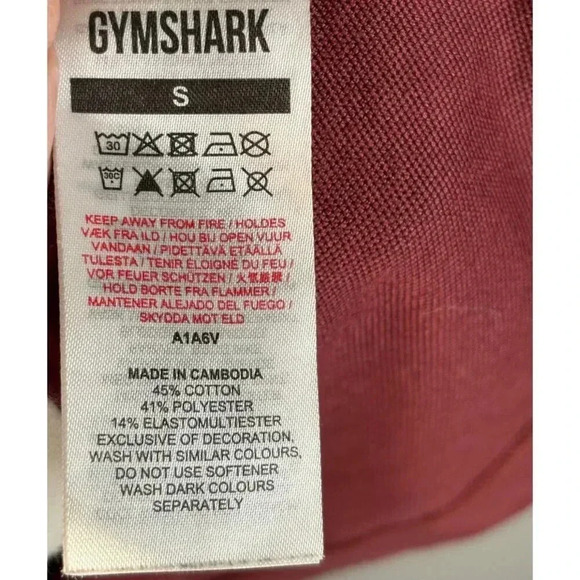 GYMSHARK
S
30
30C
KEEP AWAY FROM FIRE / HOLDES
VÆK FRA ILD / HOU BIJ OPEN VUUR
VANDAAN / PIDETTÄVÄ ETÄÄLLÄ
TULESTA / TENIR ÉLOIGNÉ DU FEU /
VOR FEUER SCHÜTZEN / 火気厳禁 /
HOLD BORTE FRA FLAMMER /
MANTENER ALEJADO DEL FUEGO /
SKYDDA MOT ELD
A1A6V
MADE IN CAMBODIA
45% COTTON
41% POLYESTER
14% ELASTOMULTIESTER
EXCLUSIVE OF DECORATION,
WASH WITH SIMILAR COLOURS,
DO NOT USE SOFTENER
WASH DARK COLOURS
SEPARATELY